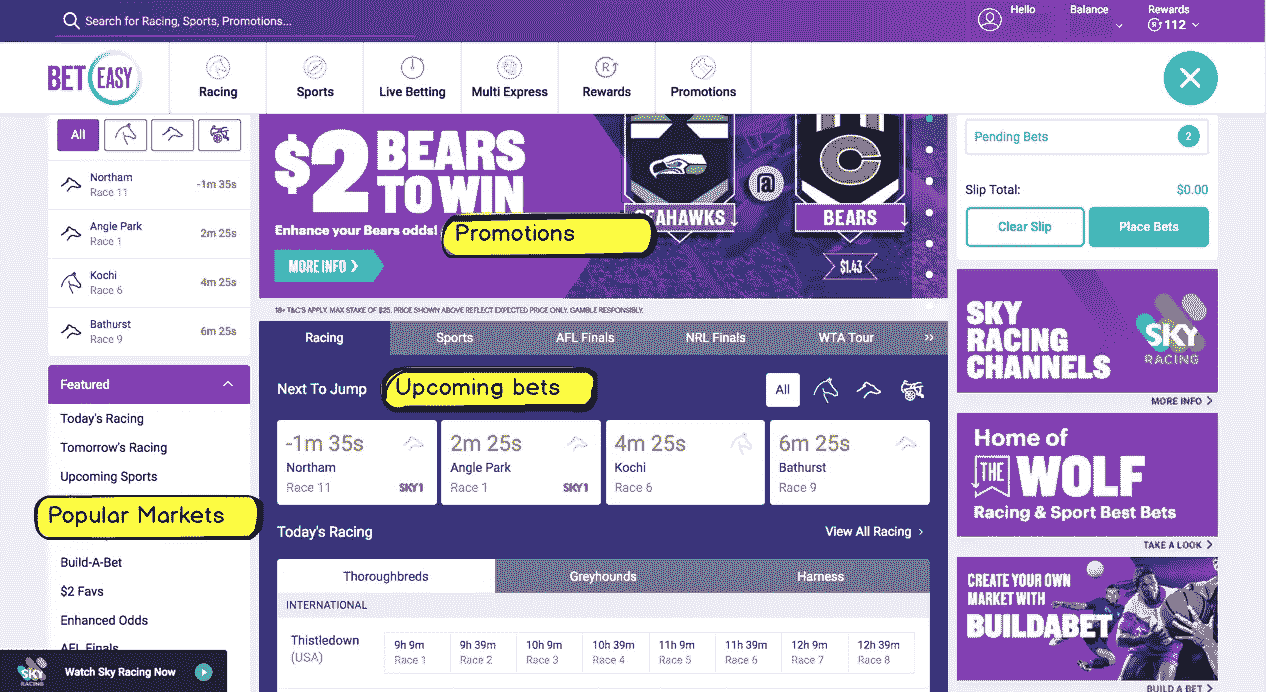 Search for Racing, Sports, Promotions...
Hello
Balance
Rewards
R 112
BET EASY
Racing
Sports
Live Betting
Multi Express
Rewards
Promotions
All
Northam
Race 11
-1m 35s
Angle Park
Race 1
2m 25s
Kochi
Race 6
4m 25s
Bathurst
Race 9
6m 25s
Featured
Today's Racing
Tomorrow's Racing
Upcoming Sports
Popular Markets
Build-A-Bet
$2 Favs
Enhanced Odds
AFL Finals
SKY RACING
Watch Sky Racing Now
$2 BEARS
TO WIN
Enhance your Bears odds!
MORE INFO
Promotions
SEAHAWKS
@
C
BEARS
$1.43
18+ T&C'S APPLY. MAX STAKE OF $25. PRICE SHOWN ABOVE REFLECT EXPECTED PRICE ONLY. GAMBLE RESPONSIBLY.
Racing
Sports
AFL Finals
NRL Finals
WTA Tour
»
Next To Jump
Upcoming bets
All
-1m 35s
Northam
Race 11
SKY1
2m 25s
Angle Park
Race 1
SKY1
4m 25s
Kochi
Race 6
6m 25s
Bathurst
Race 9
Today's Racing
View All Racing
Thoroughbreds
Greyhounds
Harness
INTERNATIONAL
Thistledown
(USA)
9h 9m
Race 1
9h 39m
Race 2
10h 9m
Race 3
10h 39m
Race 4
11h 9m
Race 5
11h 39m
Race 6
12h 9m
Race 7
12h 39m
Race 8
Pending Bets
2
Slip Total:
$0.00
Clear Slip
Place Bets
SKY
RACING
CHANNELS
SKY
RACING
MORE INFO
Home of
THE WOLF
Racing & Sport Best Bets
TAKE A LOOK
CREATE YOUR OWN
MARKET WITH
BUILDABET
BUILD A BET